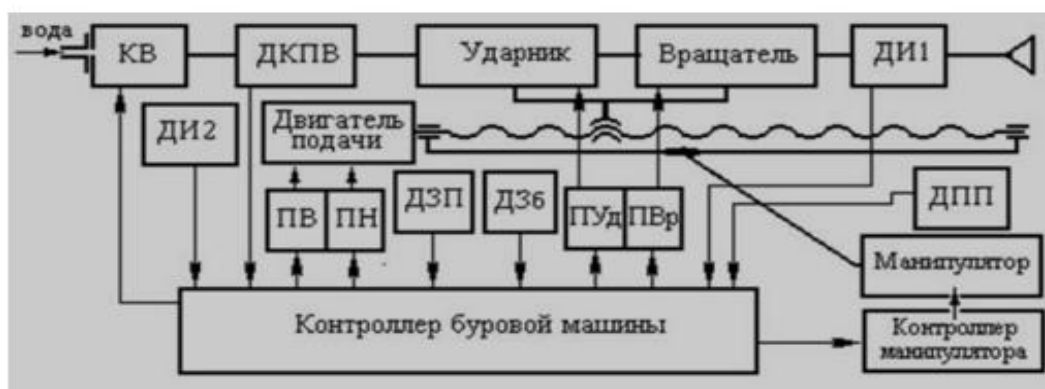 вода
КВ
ДКПВ
Ударник
Вращатель
ДИ1
ДИ2
Двигатель
подачи
ПВ
ПН
ДЗП
ДЗб
ПУд
ПВр
ДПП
Манипулятор
Контроллер буровой машины
Контроллер
манипулятора